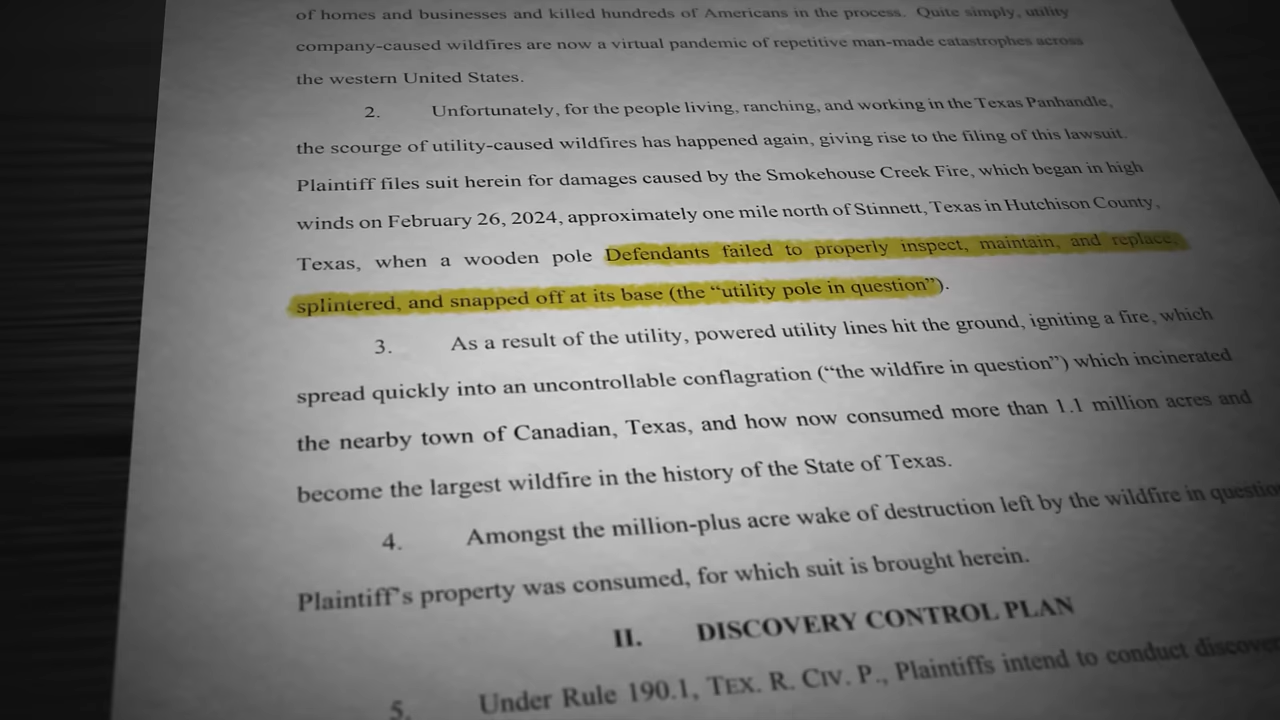 of homes and businesses and killed hundreds of Americans in the process. Quite simply, utility
company-caused wildfires are now a virtual pandemic of repetitive man-made catastrophes across
the western United States.
2. Unfortunately, for the people living, ranching, and working in the Texas Panhandle,
the scourge of utility-caused wildfires has happened again, giving rise to the filing of this lawsuit.
Plaintiff files suit herein for damages caused by the Smokehouse Creek Fire, which began in high
winds on February 26, 2024, approximately one mile north of Stinnett, Texas in Hutchison County,
Texas, when a wooden pole Defendants failed to properly inspect, maintain, and replace,
splintered, and snapped off at its base (the “utility pole in question”).
3. As a result of the utility, powered utility lines hit the ground, igniting a fire, which
spread quickly into an uncontrollable conflagration (“the wildfire in question”) which incinerated
the nearby town of Canadian, Texas, and how now consumed more than 1.1 million acres and
become the largest wildfire in the history of the State of Texas.
4. Amongst the million-plus acre wake of destruction left by the wildfire in questio
Plaintiff’s property was consumed, for which suit is brought herein.
II. DISCOVERY CONTROL PLAN
5. Under Rule 190.1, TEX. R. CIV. P., Plaintiffs intend to conduct discove